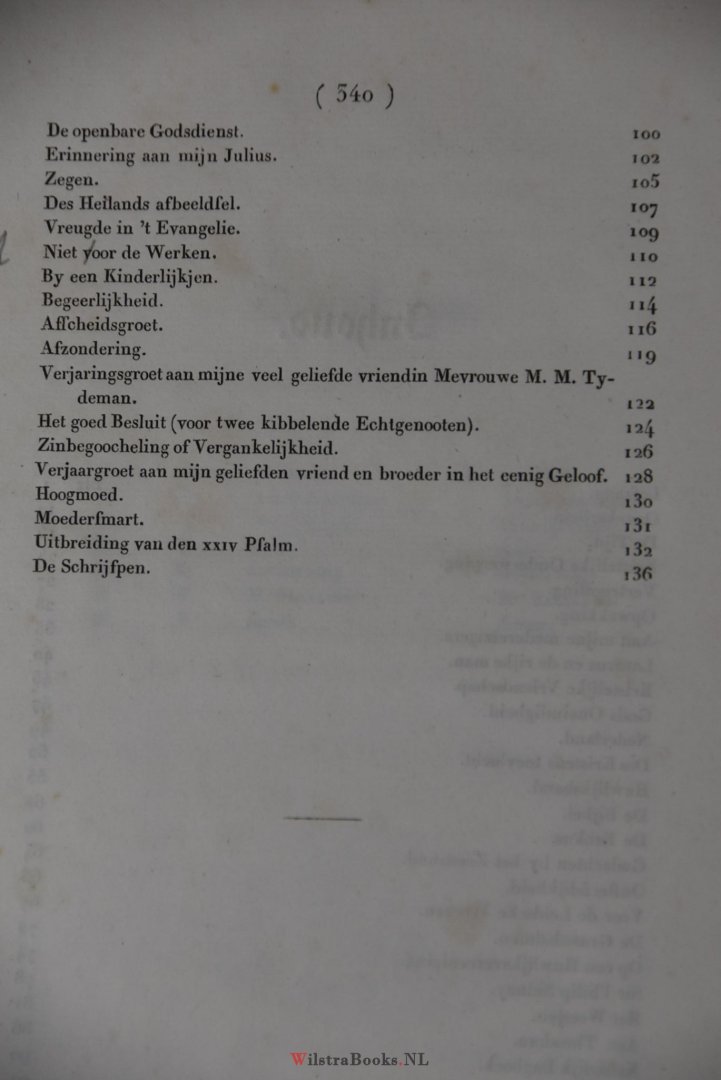 ( 340 )
De openbare Godsdienst. 100
Erinnering aan mijn Julius. 102
Zegen. 105
Des Heilands afbeeldſel. 107
Vreugde in 't Evangelie. 109
Niet voor de Werken. 110
By een Kinderlijkjen. 112
Begeerlijkheid. 114
Afſcheidsgroet. 116
Afzondering. 119
Verjaringsgroet aan mijne veel geliefde vriendin Mevrouwe M. M. Ty-
deman. 122
Het goed Besluit (voor twee kibbelende Echtgenooten). 124
Zinbegoocheling of Vergankelijkheid. 126
Verjaargroet aan mijn geliefden vriend en broeder in het eenig Geloof. 128
Hoogmoed. 130
Moederſmart. 131
Uitbreiding van den XXIV Pſalm. 132
De Schrijfpen. 136
WilstraBooks.NL